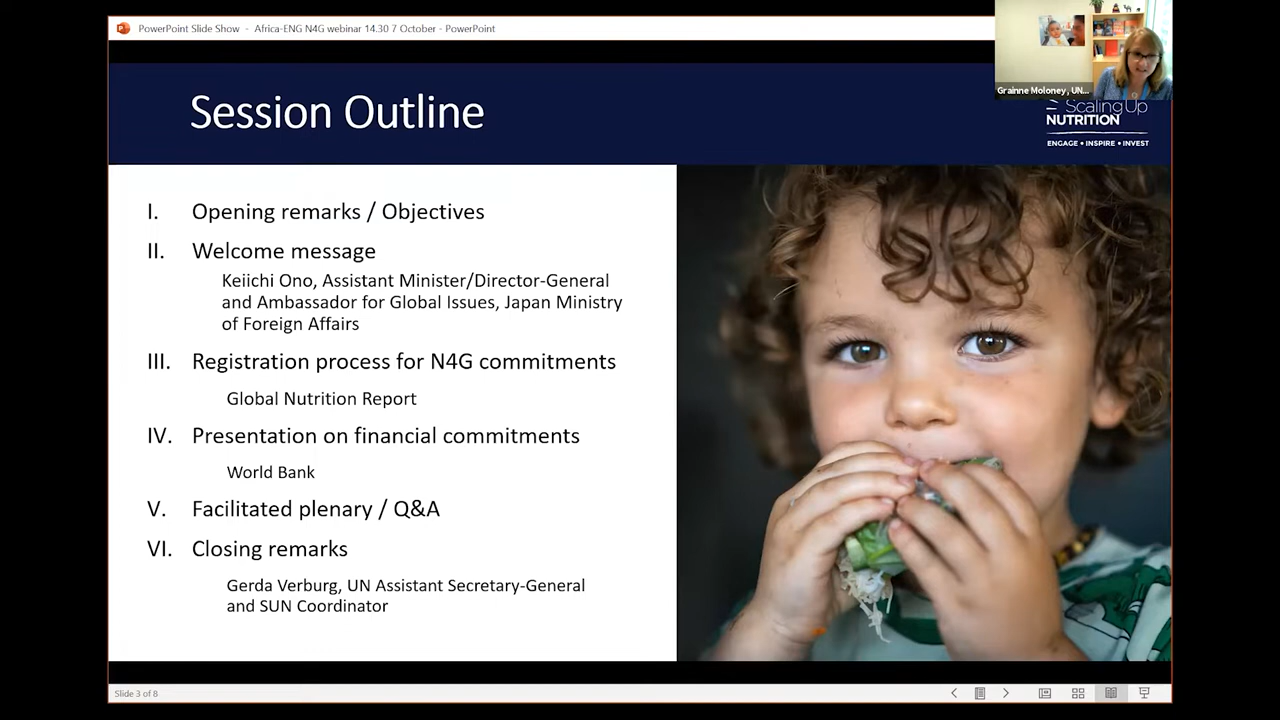 PowerPoint Slide Show - Africa-ENG N4G webinar 14.30 7 October - PowerPoint
Grainne Moloney, UN...
Session Outline
Scaling Up
NUTRITION
ENGAGE • INSPIRE • INVEST
I. Opening remarks / Objectives
II. Welcome message
Keiichi Ono, Assistant Minister/Director-General
and Ambassador for Global Issues, Japan Ministry
of Foreign Affairs
III. Registration process for N4G commitments
Global Nutrition Report
IV. Presentation on financial commitments
World Bank
V. Facilitated plenary / Q&A
VI. Closing remarks
Gerda Verburg, UN Assistant Secretary-General
and SUN Coordinator
Slide 3 of 8